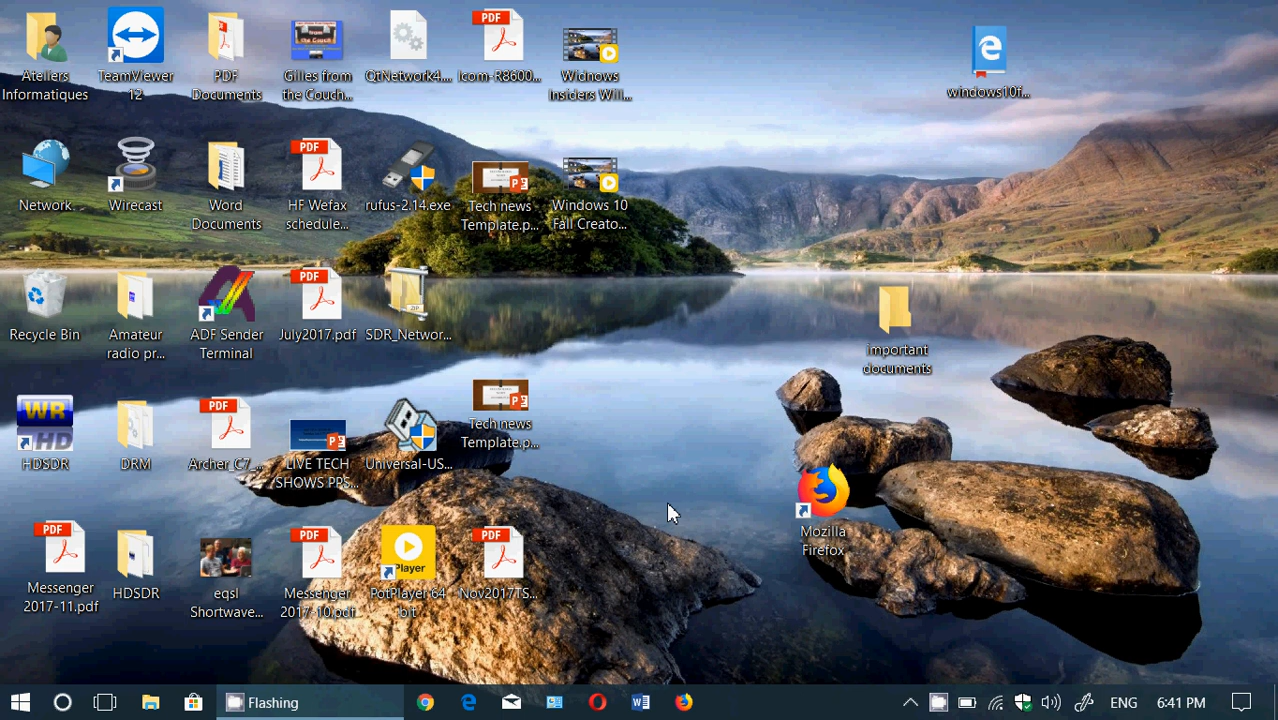 Ateliers
Informatiques
TeamViewer
12
PDF
PDF
Documents
Gilles from
the Couch...
QtNetwork4....
PDF
Icom-R8600...
Widnows
Insiders Will...
windows10f...
Network
Wirecast
Word
Documents
PDF
HF Wefax
schedule...
rufus-2.14.exe
Tech news
Template.p...
Windows 10
Fall Creato...
Recycle Bin
Amateur
radio pr...
ADF Sender
Terminal
PDF
July2017.pdf
ZIP
SDR_Networ...
important
documents
WR
HD
HDSDR
DRM
PDF
Archer_C7_...
LIVE TECH
SHOWS PPS...
Universal-US...
Tech news
Template.p...
Mozilla
Firefox
PDF
Messenger
2017-11.pdf
HDSDR
eqsl
Shortwave...
PDF
Messenger
2017-10.pdf
Player
PotPlayer 64
bit
PDF
Nov2017TS...
Flashing
ENG
6:41 PM